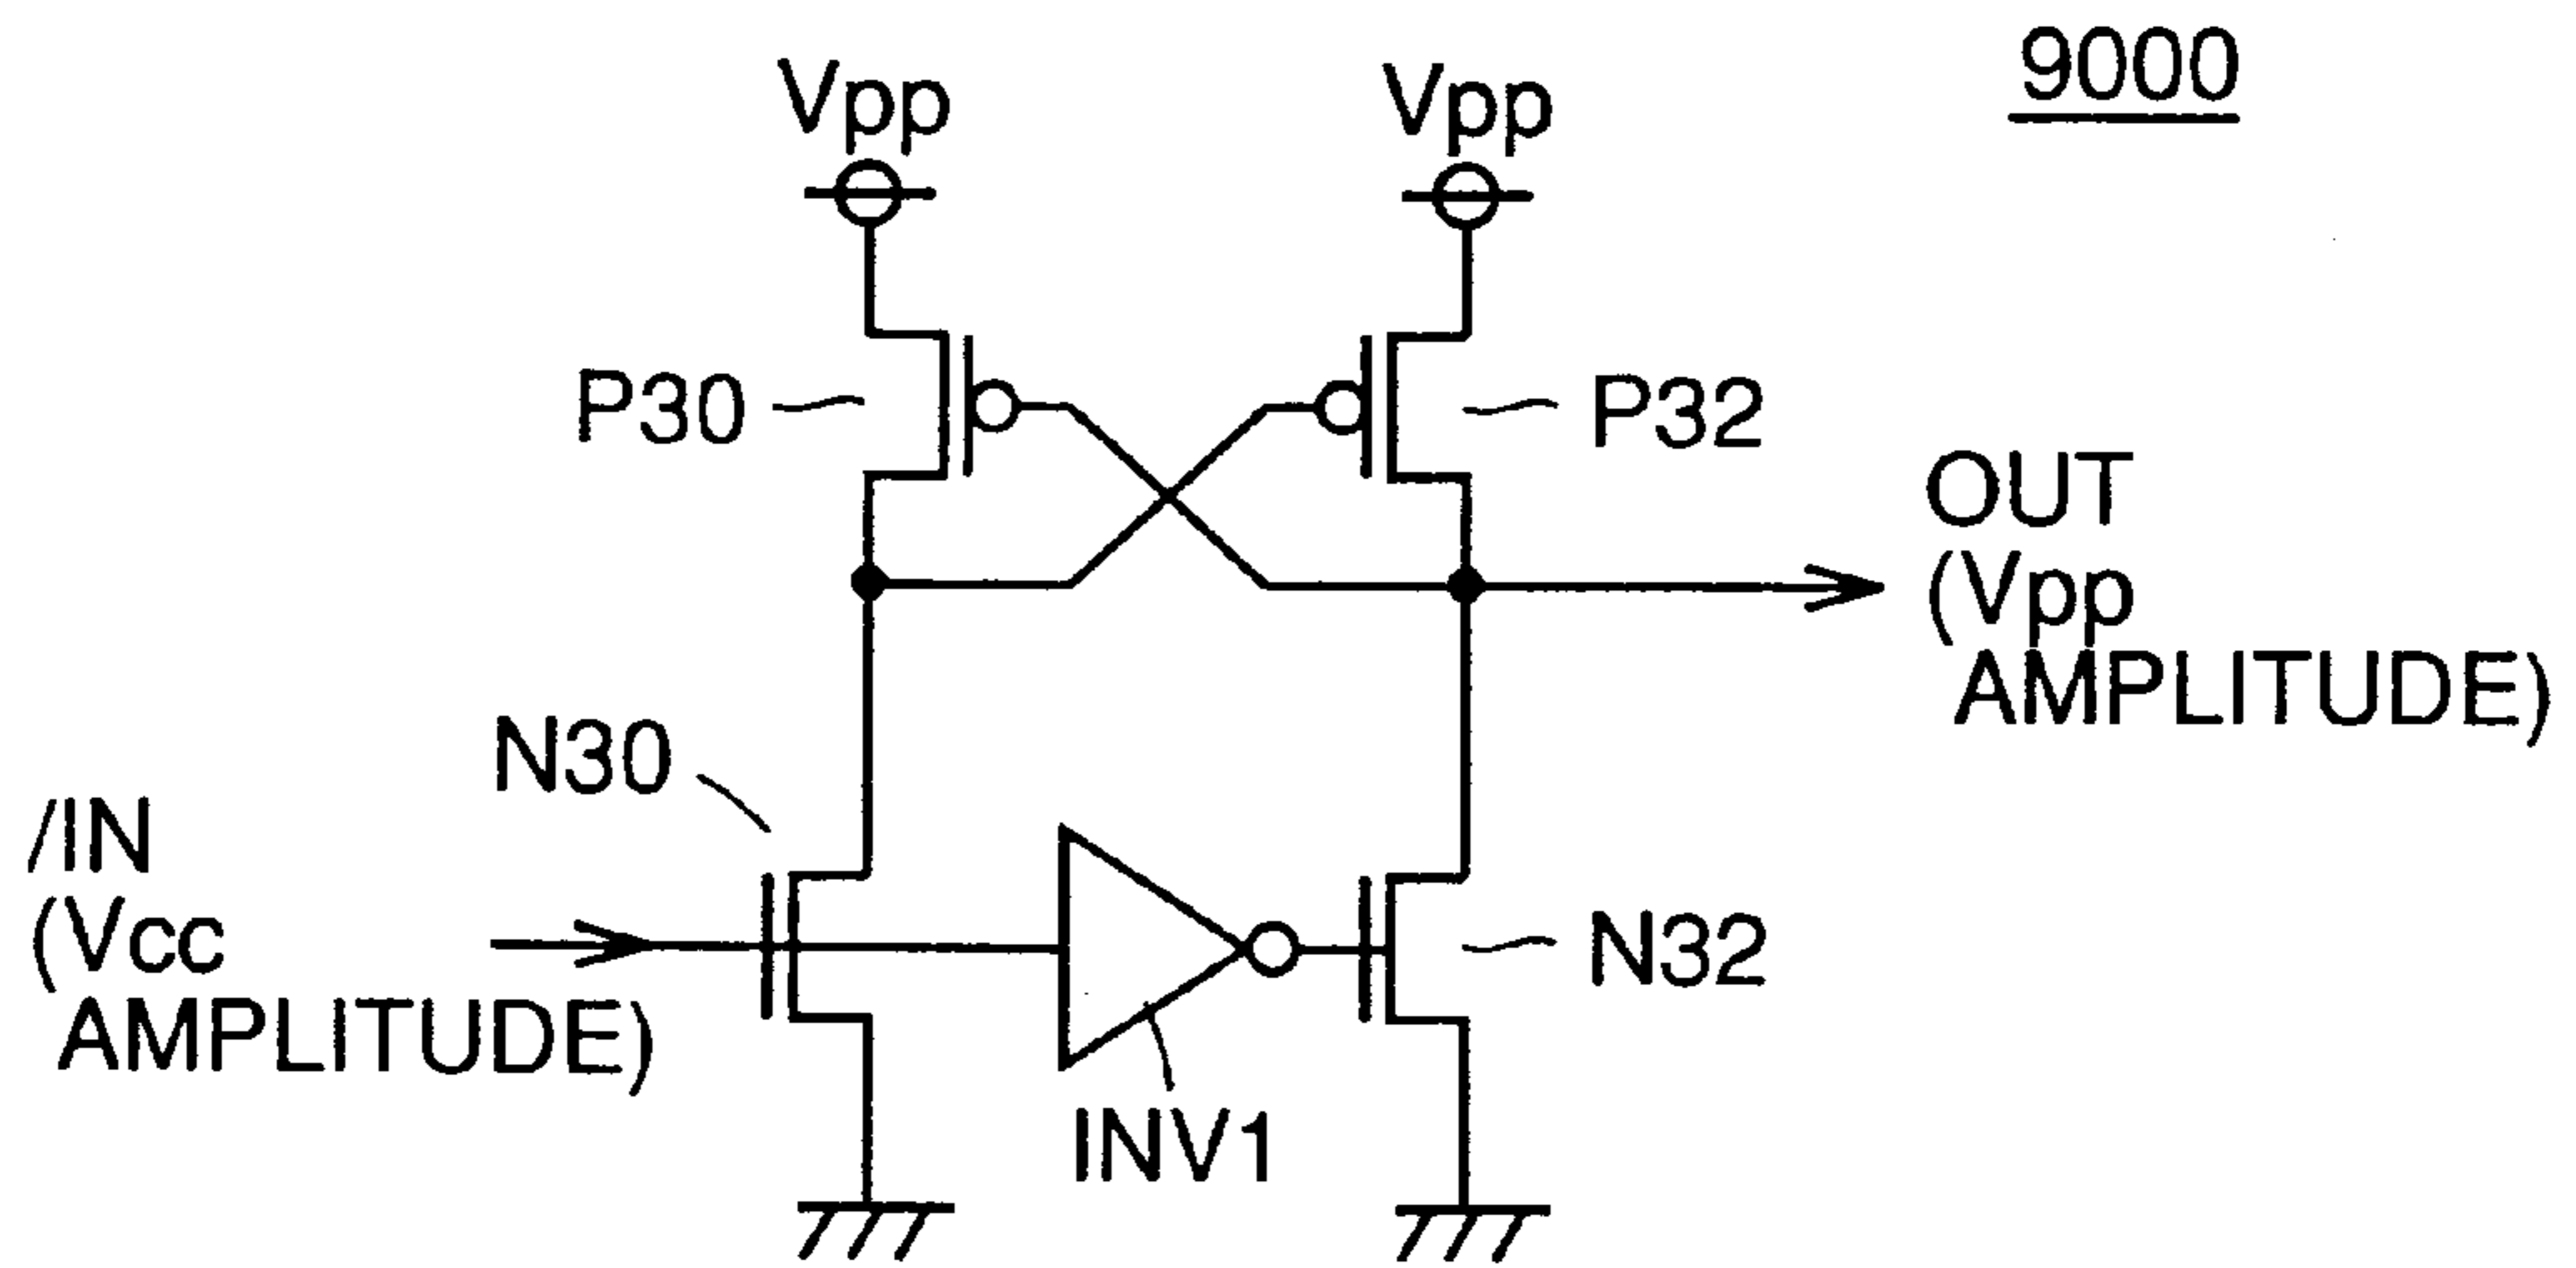 9000
Vpp
Vpp
P30
P32
OUT
(Vpp
AMPLITUDE)
N30
/IN
(Vcc
AMPLITUDE)
N32
INV1